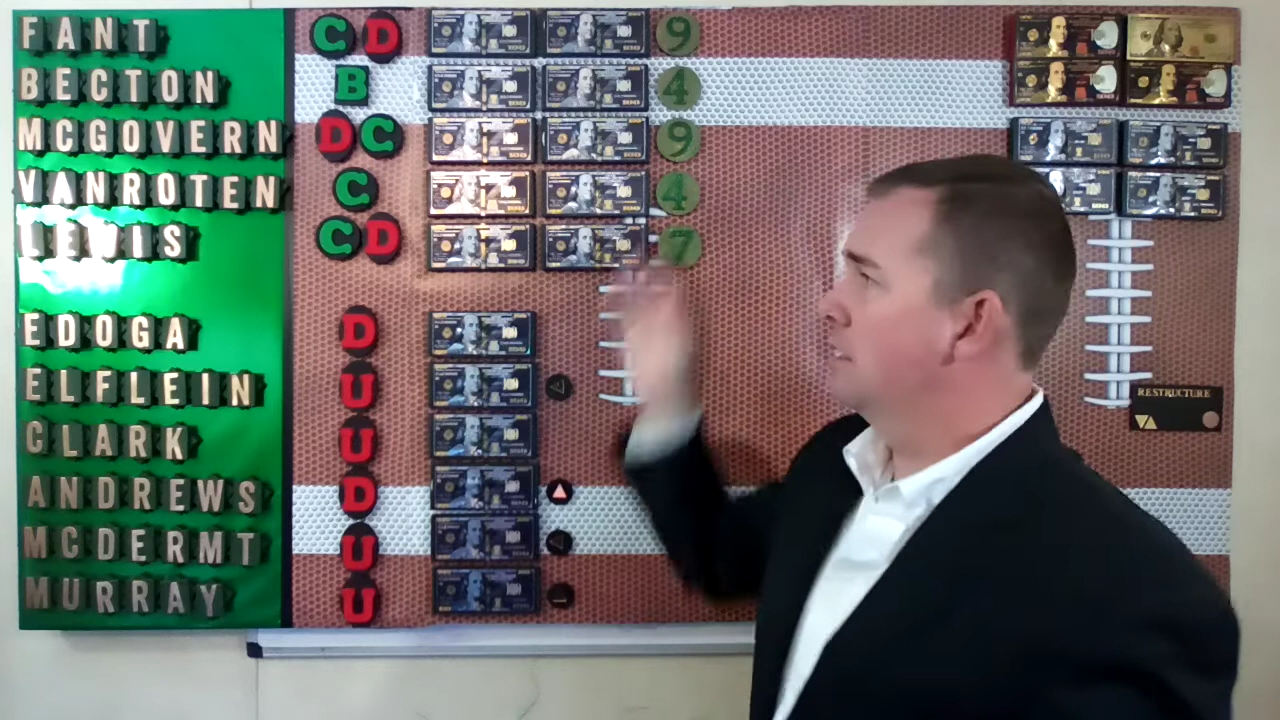 FANT C D 9
BECTON B 4
MCGOVERN D C 9
VANROTEN C 4
LEWIS C D 7
EDOGA D
ELFLEIN U
CLARK U
ANDREWS D
MCDERMT U
MURRAY U
RESTRUCTURE